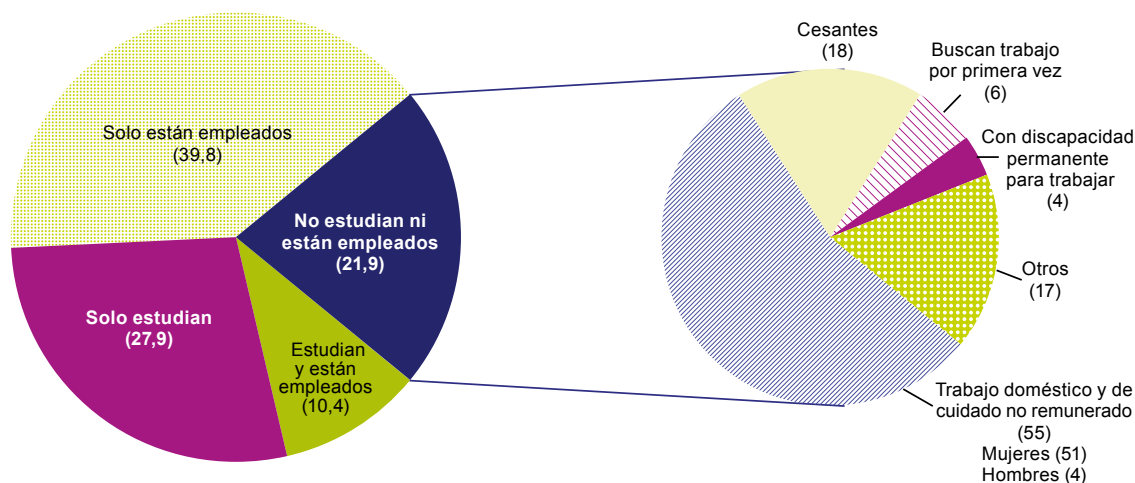 Solo están empleados
(39,8)
No estudian ni
están empleados
(21,9)
Solo estudian
(27,9)
Estudian
y están
empleados
(10,4)
Cesantes
(18)
Buscan trabajo
por primera vez
(6)
Con discapacidad
permanente
para trabajar
(4)
Otros
(17)
Trabajo doméstico y de
cuidado no remunerado
(55)
Mujeres (51)
Hombres (4)